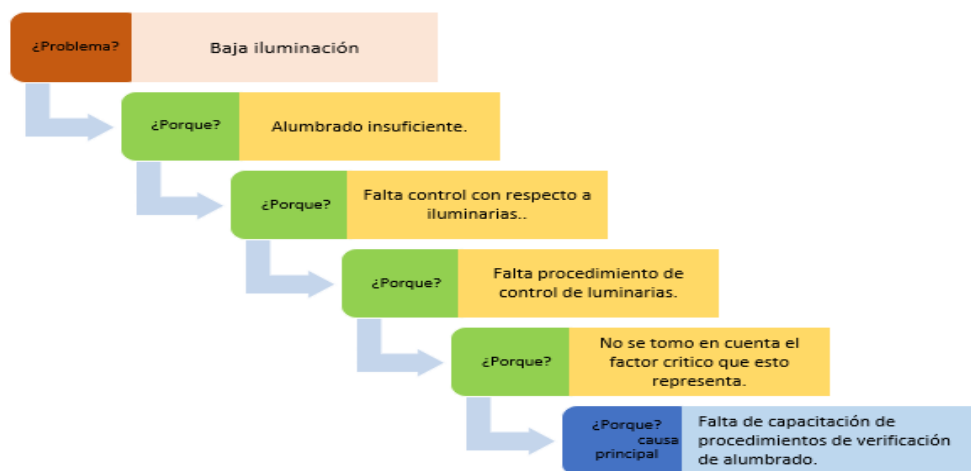 ¿Problema?
Baja iluminación
¿Porque?
Alumbrado insuficiente.
¿Porque?
Falta control con respecto a
iluminarias..
¿Porque?
Falta procedimiento de
control de luminarias.
¿Porque?
No se tomo en cuenta el
factor critico que esto
representa.
¿Porque?
causa
principal
Falta de capacitación de
procedimientos de verificación
de alumbrado.